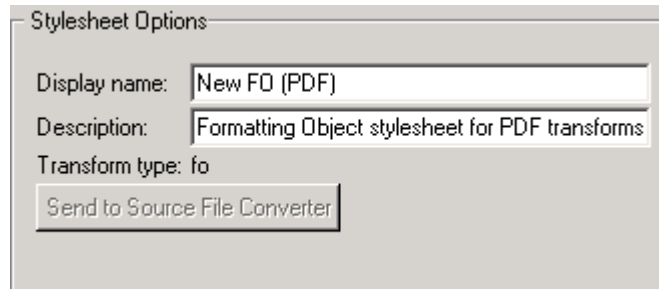 Stylesheet Options
Display name: New FO (PDF)
Description: Formatting Object stylesheet for PDF transforms
Transform type: fo
Send to Source File Converter